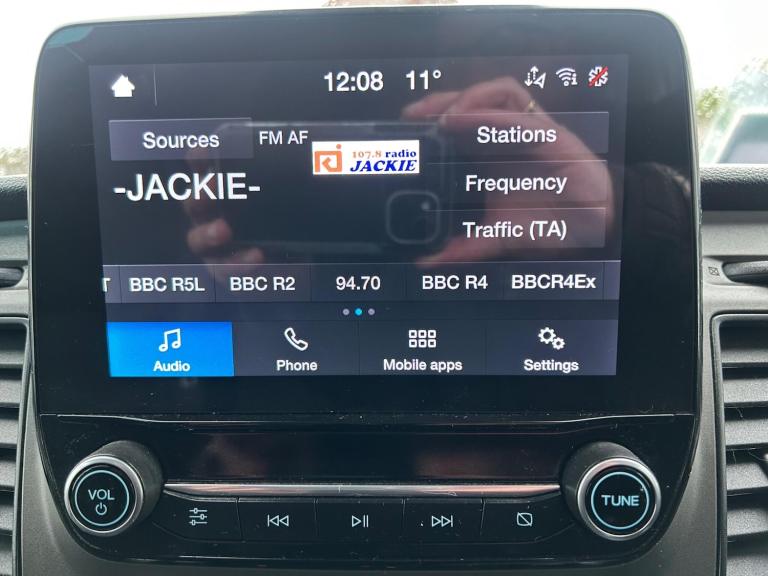 12:08 11°
Sources FM AF Stations
107.8 radio
JACKIE
-JACKIE-
Frequency
Traffic (TA)
T BBC R5L BBC R2 94.70 BBC R4 BBCR4Ex
Audio Phone Mobile apps Settings
VOL TUNE